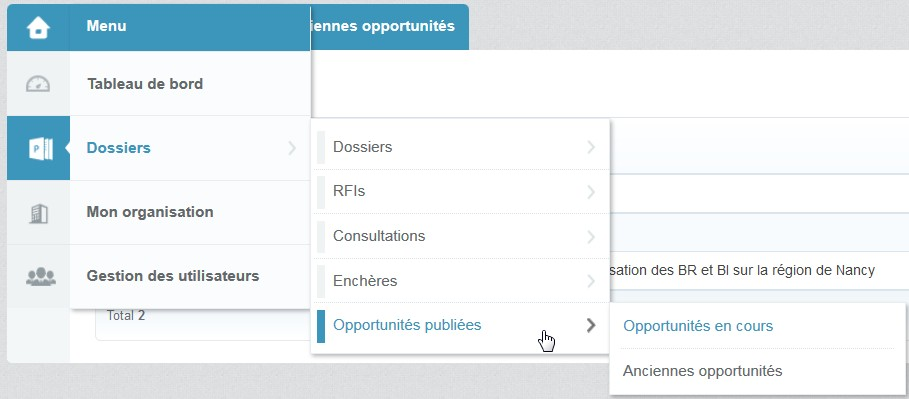 Menu
iennes opportunités
Tableau de bord
Dossiers
Mon organisation
Gestion des utilisateurs
Dossiers
RFIs
Consultations
Enchères
Opportunités publiées
Opportunités en cours
Anciennes opportunités
sation des BR et BI sur la région de Nancy
Total 2
P